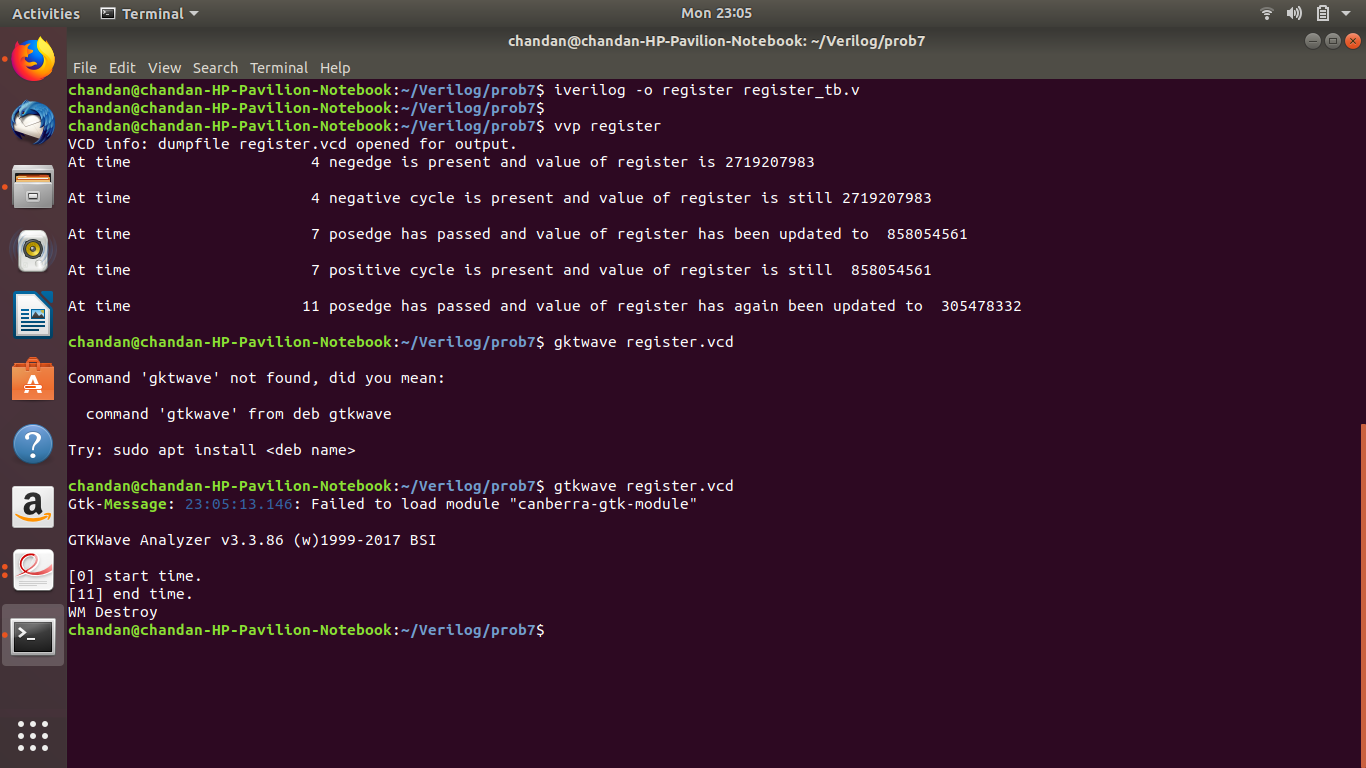 Activities Terminal Mon 23:05
chandan@chandan-HP-Pavilion-Notebook: ~/Verilog/prob7
File Edit View Search Terminal Help
chandan@chandan-HP-Pavilion-Notebook:~/Verilog/prob7$ iverilog -o register register_tb.v
chandan@chandan-HP-Pavilion-Notebook:~/Verilog/prob7$
chandan@chandan-HP-Pavilion-Notebook:~/Verilog/prob7$ vvp register
VCD info: dumpfile register.vcd opened for output.
At time                    4 negedge is present and value of register is 2719207983
At time                    4 negative cycle is present and value of register is still 2719207983
At time                    7 posedge has passed and value of register has been updated to  858054561
At time                    7 positive cycle is present and value of register is still  858054561
At time                   11 posedge has passed and value of register has again been updated to  305478332
chandan@chandan-HP-Pavilion-Notebook:~/Verilog/prob7$ gktwave register.vcd
Command 'gktwave' not found, did you mean:
  command 'gtkwave' from deb gtkwave
Try: sudo apt install <deb name>
chandan@chandan-HP-Pavilion-Notebook:~/Verilog/prob7$ gtkwave register.vcd
Gtk-Message: 23:05:13.146: Failed to load module "canberra-gtk-module"
GTKWave Analyzer v3.3.86 (w)1999-2017 BSI
[0] start time.
[11] end time.
WM Destroy
chandan@chandan-HP-Pavilion-Notebook:~/Verilog/prob7$